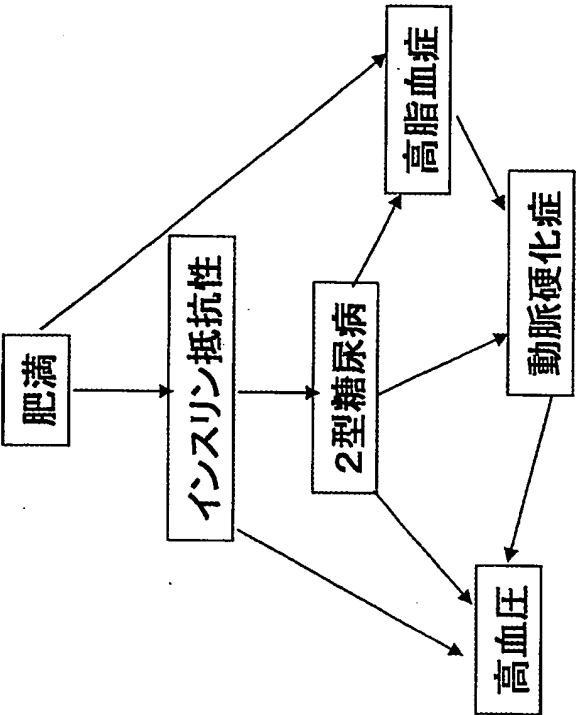 肥満
インスリン抵抗性
2型糖尿病
高脂血症
動脈硬化症
高血圧